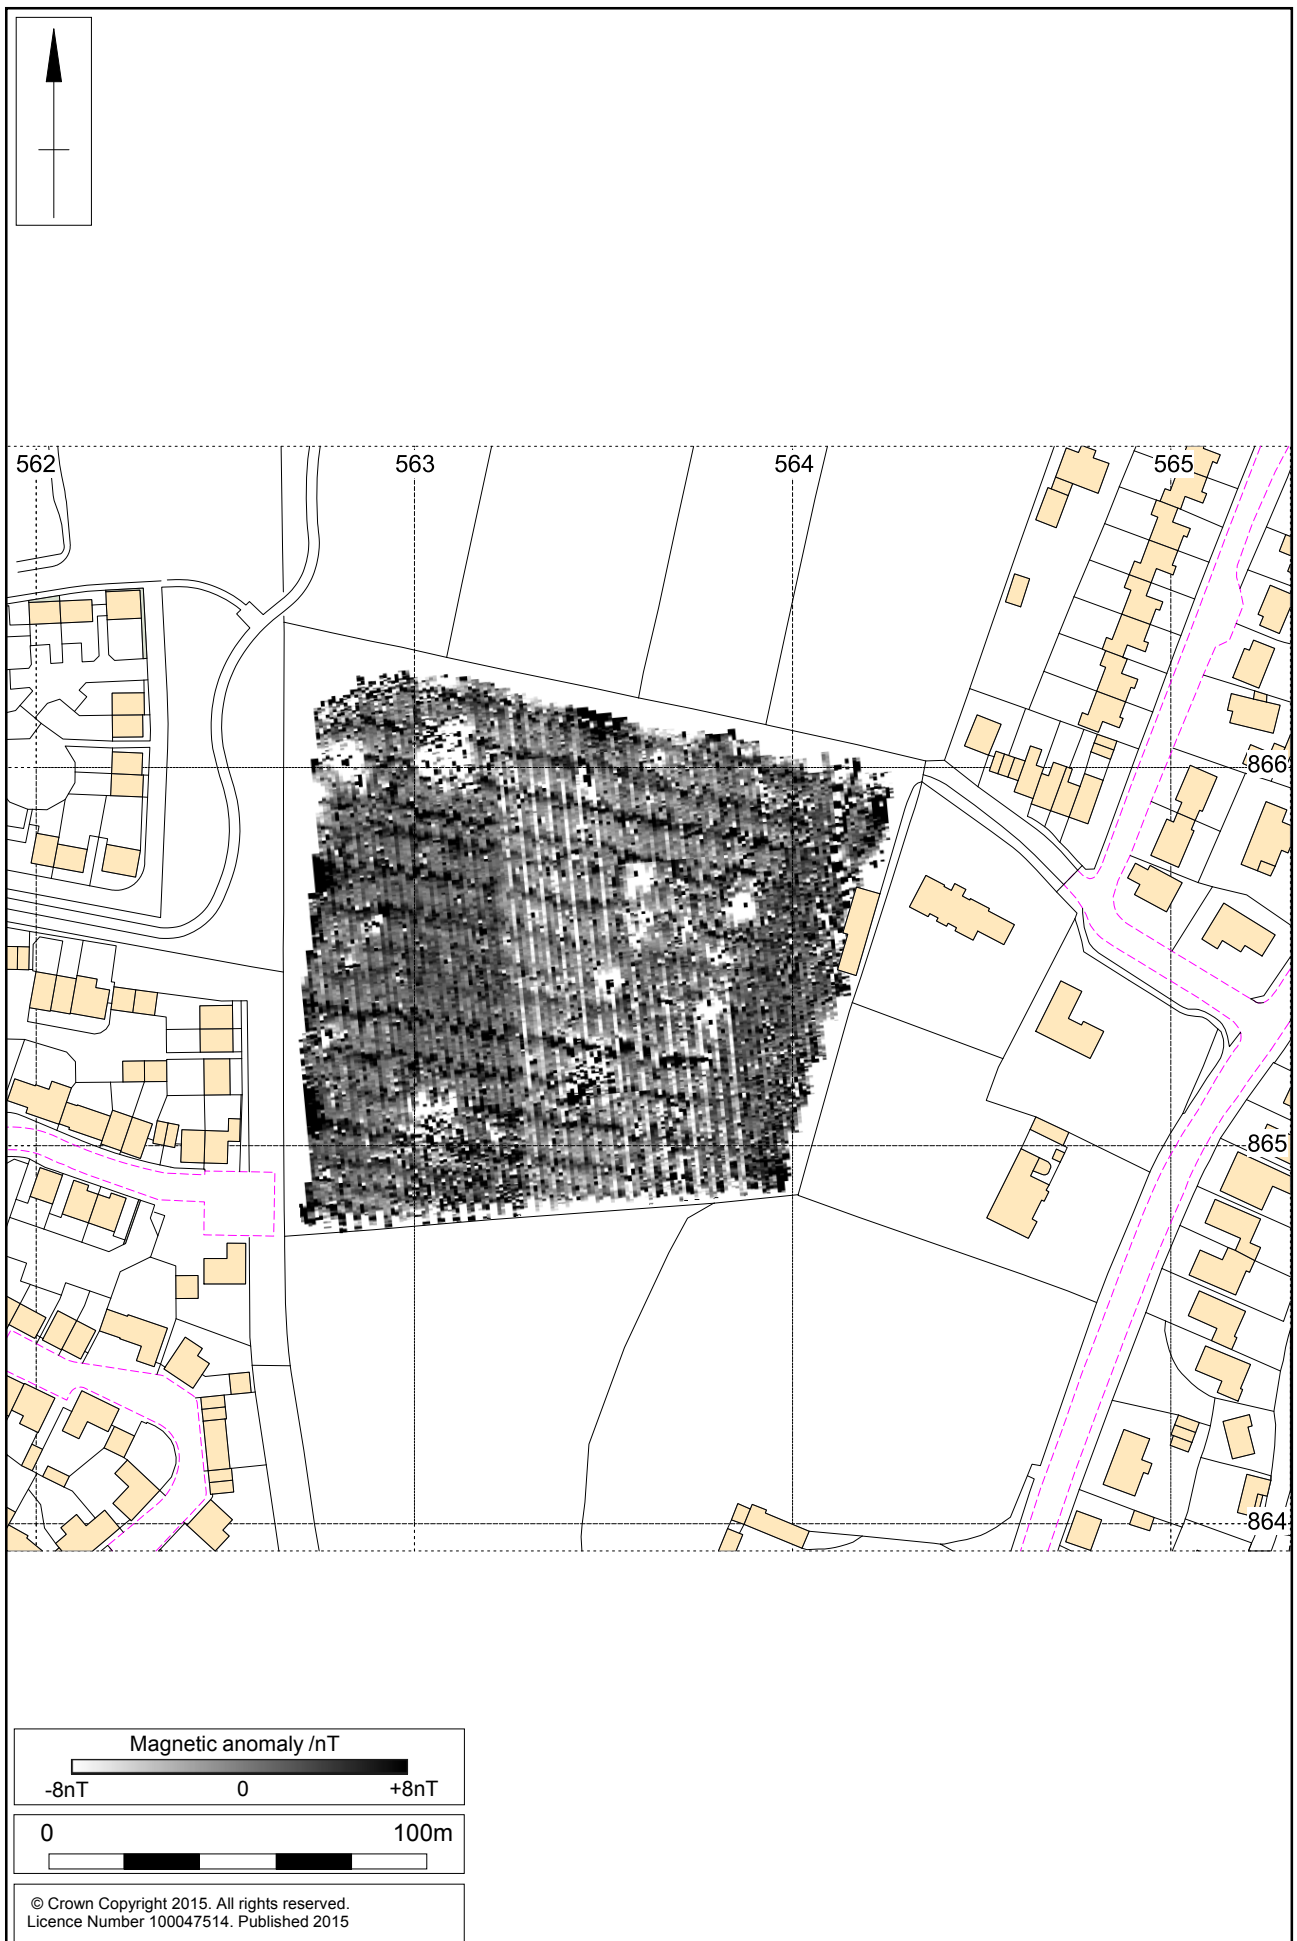 562
563
564
565
866
865
864
Magnetic anomaly /nT
-8nT 0 +8nT
0 100m
© Crown Copyright 2015. All rights reserved.
Licence Number 100047514. Published 2015